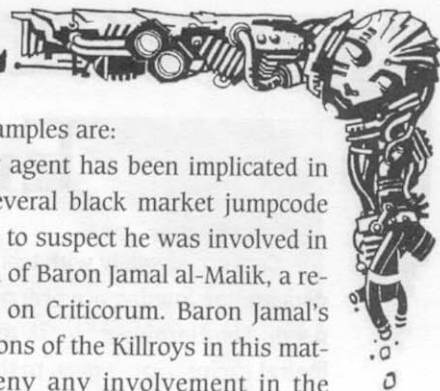 amples are:
agent has been implicated in
everal black market jumpcode
to suspect he was involved in
of Baron Jamal al-Malik, a re-
on Criticorum. Baron Jamal's
ons of the Killroys in this mat-
eny any involvement in the